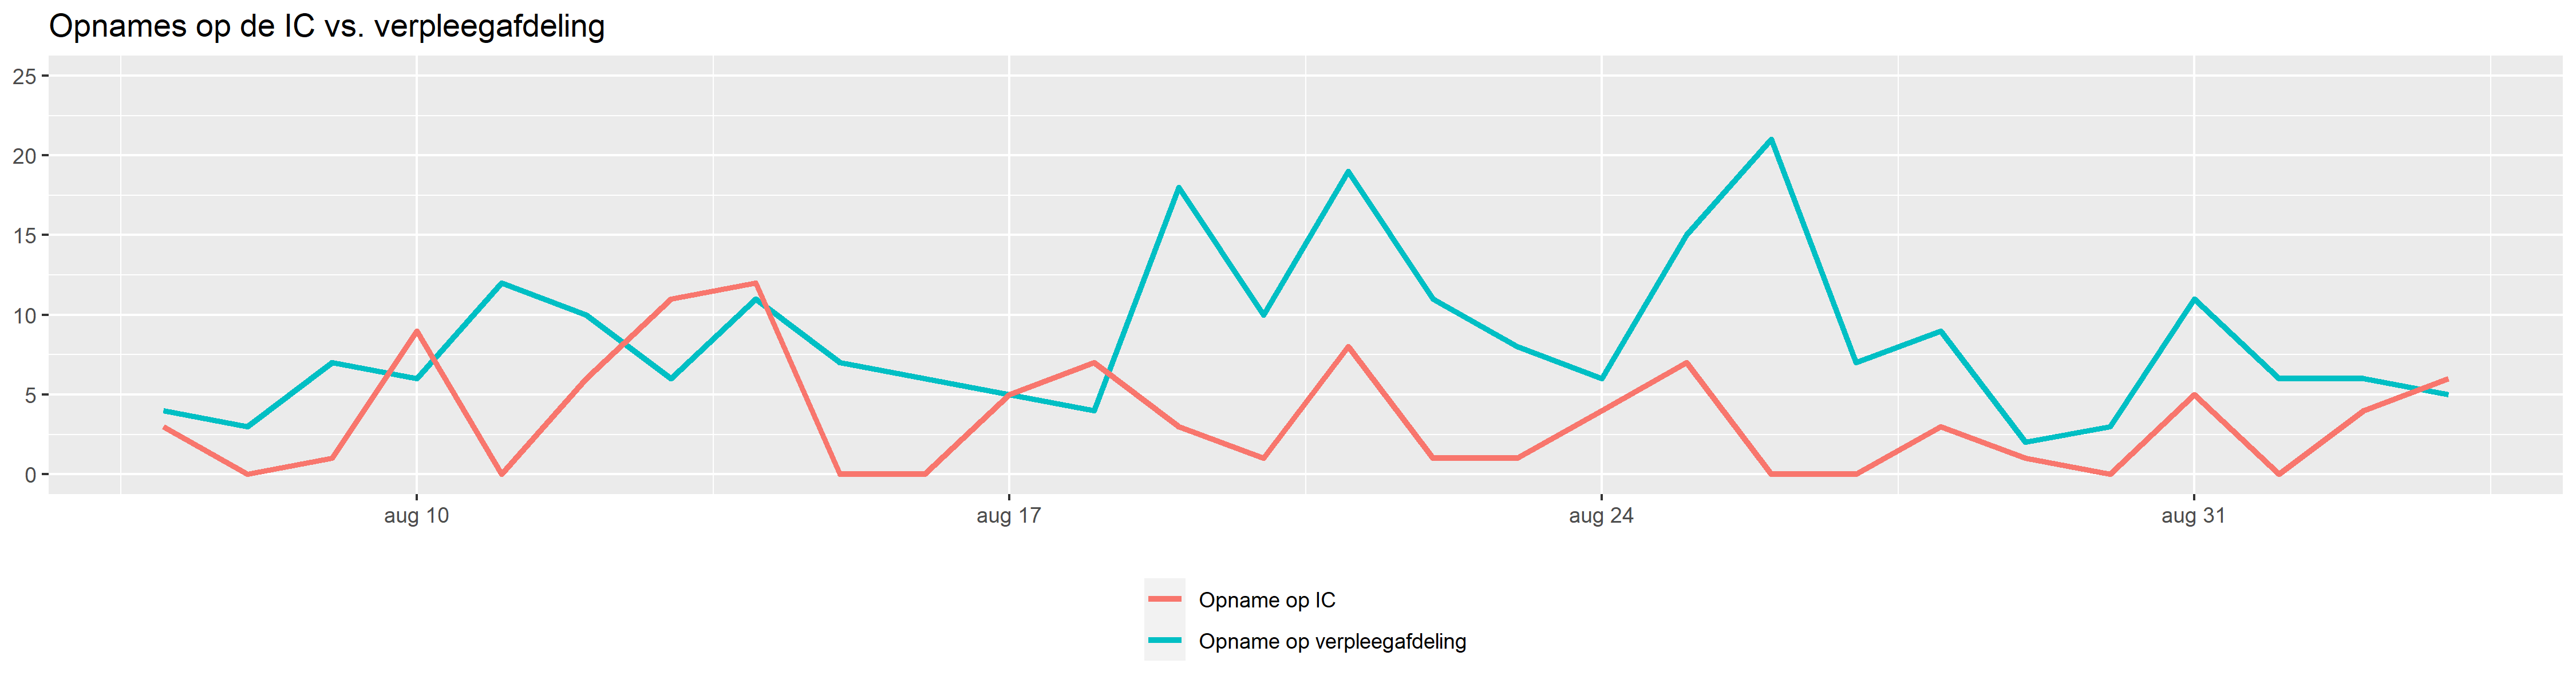 Opnames op de IC vs. verpleegafdeling
25
20
15
10
5
0
aug 10 aug 17 aug 24 aug 31
Opname op IC
Opname op verpleegafdeling